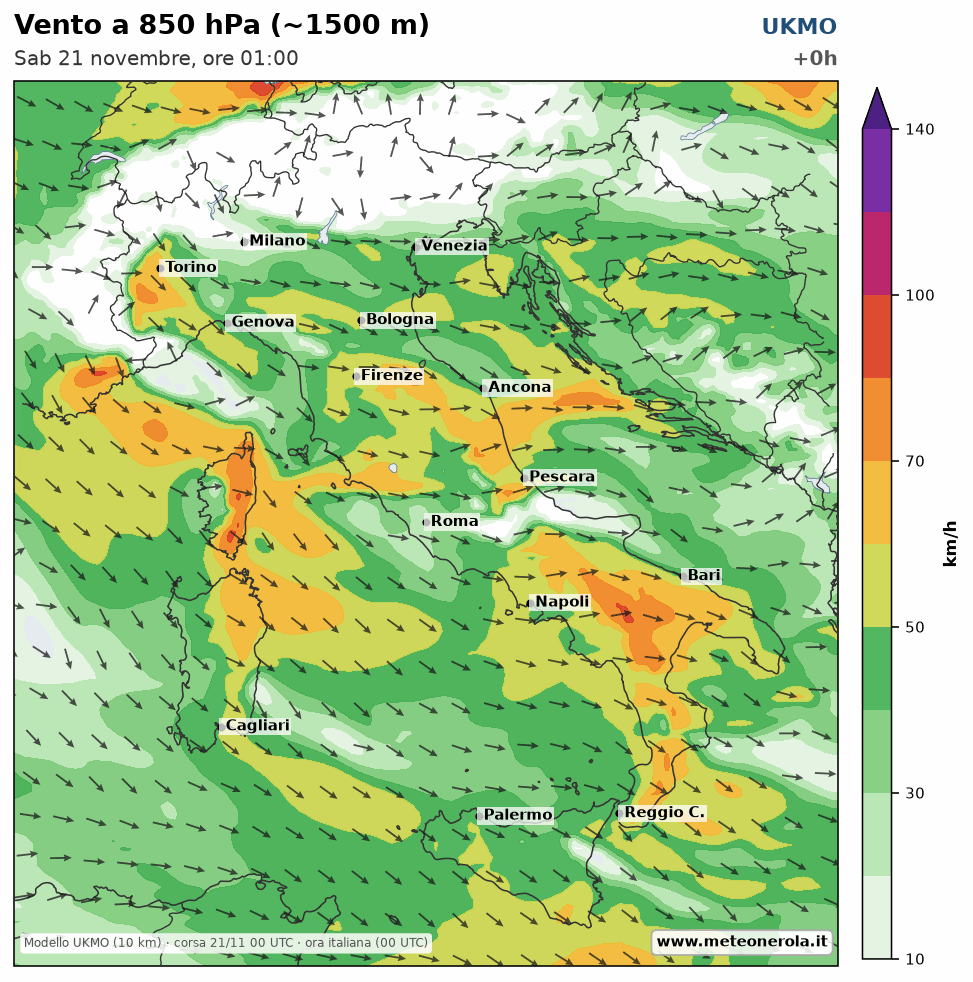 Vento a 850 hPa (~1500 m)
UKMO
Sab 21 novembre, ore 01:00
+0h
140
Milano
Venezia
Torino
100
Genova
Bologna
Firenze
Ancona
70
Pescara
Roma
km/h
Bari
Napoli
50
Cagliari
30
Palermo
Reggio C.
Modello UKMO (10 km) · corsa 21/11 00 UTC · ora italiana (00 UTC)
www.meteonerola.it
10